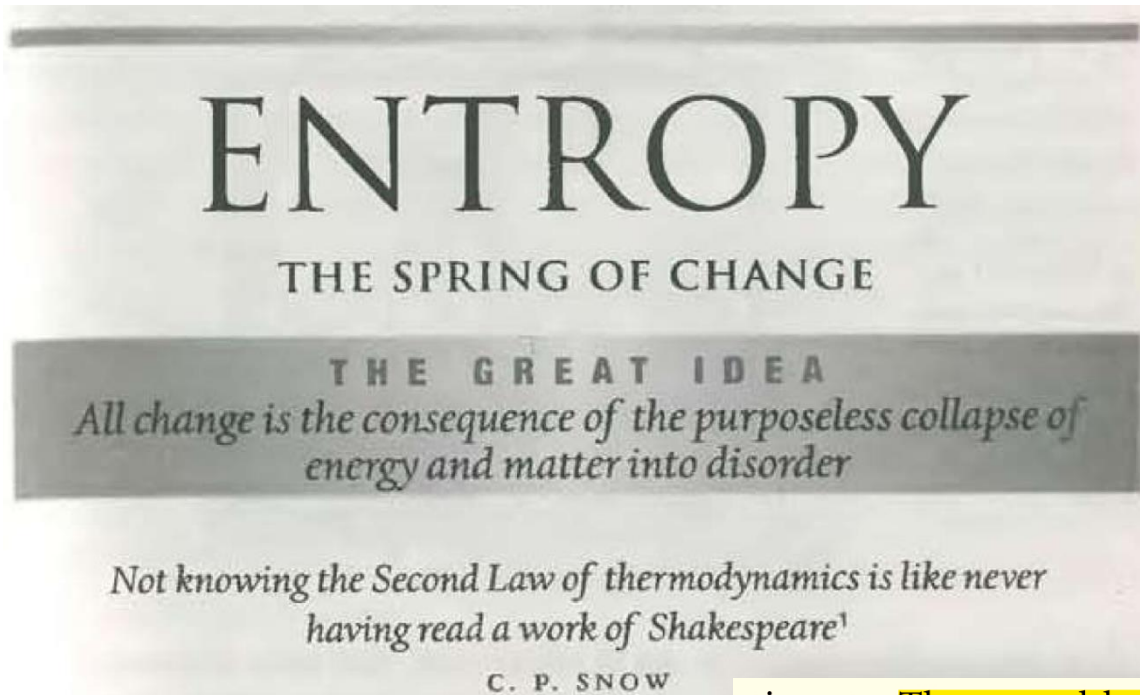 ENTROPY
THE SPRING OF CHANGE
THE GREAT IDEA
All change is the consequence of the purposeless collapse of
energy and matter into disorder
Not knowing the Second Law of thermodynamics is like never
having read a work of Shakespeare¹
C. P. SNOW